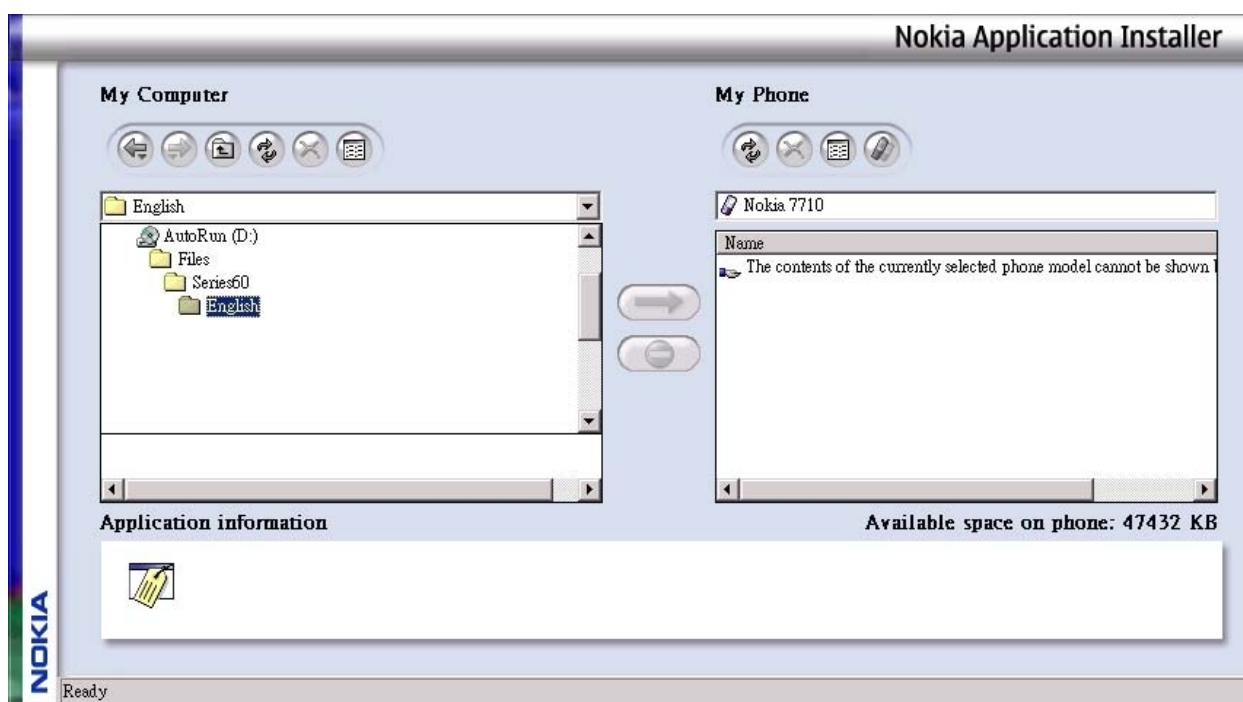 Nokia Application Installer
My Computer
My Phone
English
Nokia 7710
AutoRun (D:)
Files
Series60
English
Name
The contents of the currently selected phone model cannot be shown
Application information
Available space on phone: 47432 KB
NOKIA
Ready